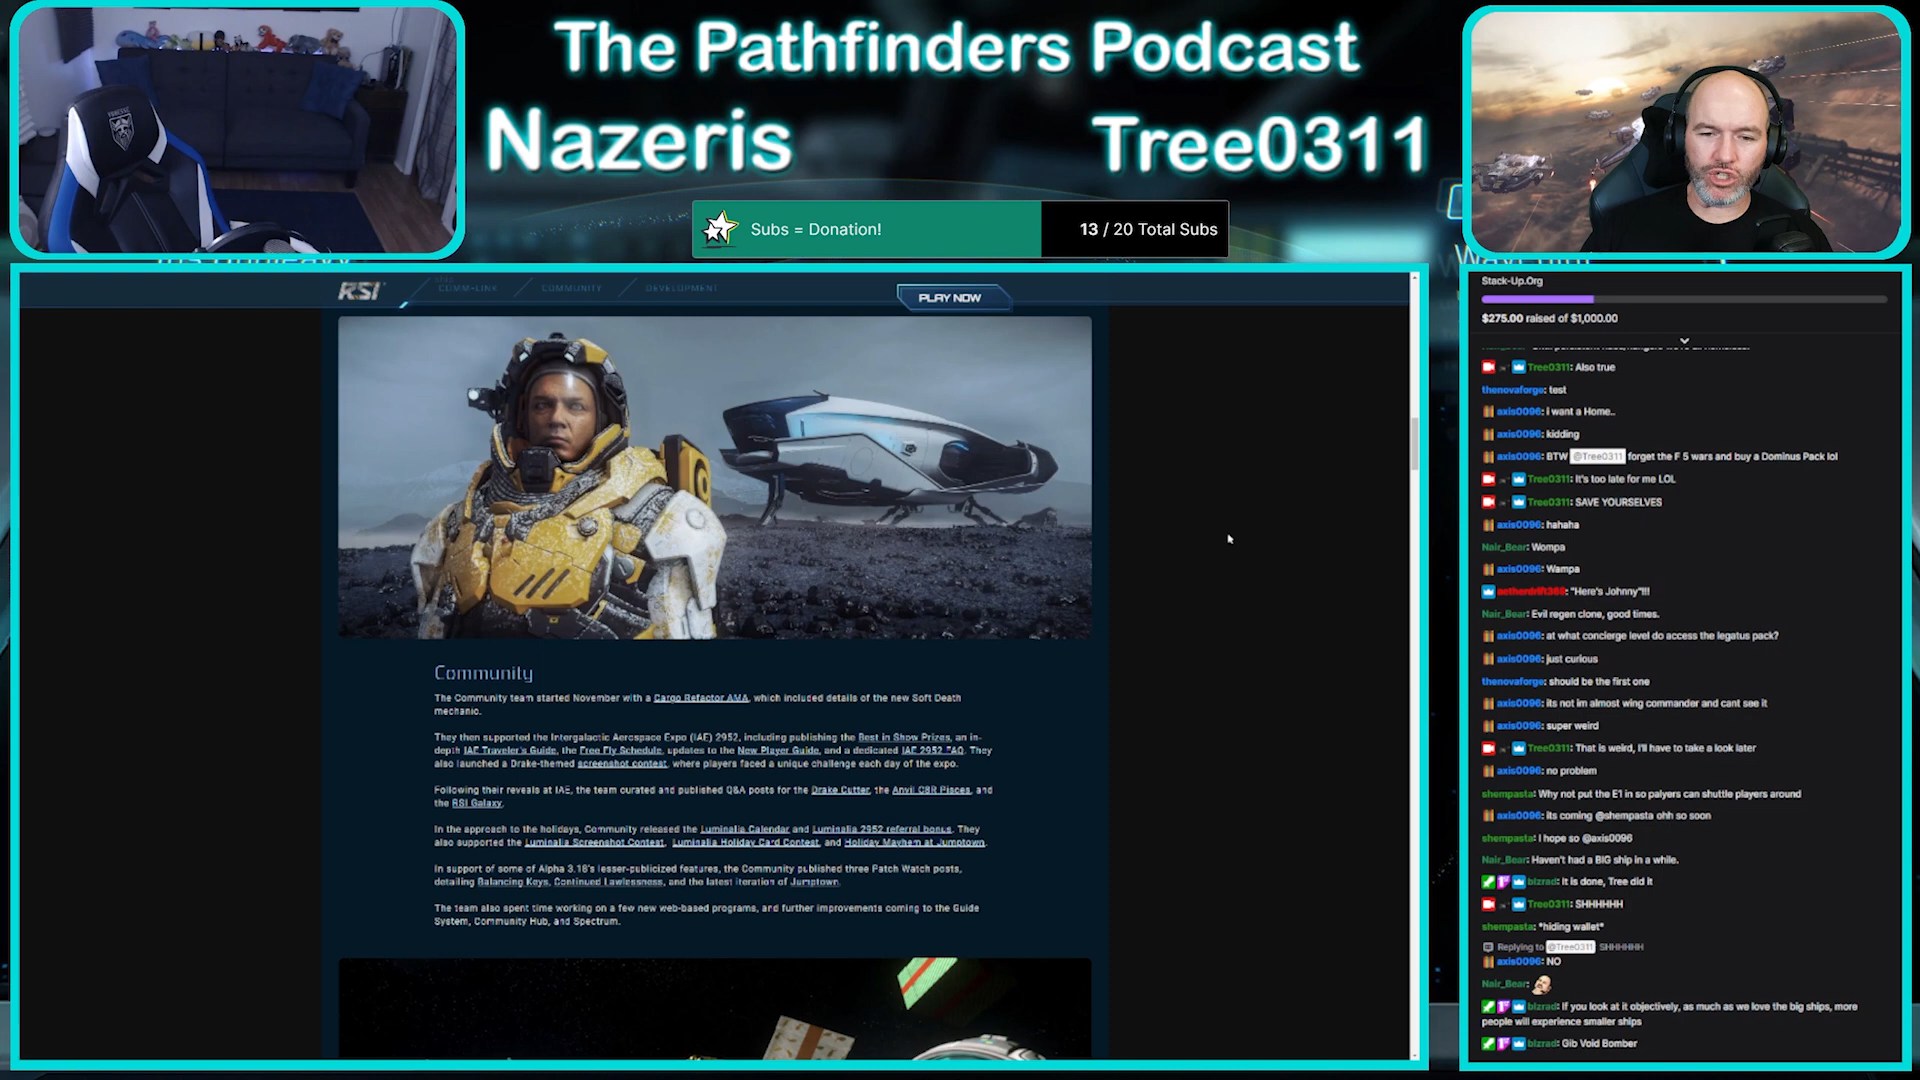 The Pathfinders Podcast
Nazeris
Tree0311
Subs = Donation!
13 / 20 Total Subs
RSI
COMM-LINK
COMMUNITY
DEVELOPMENT
PLAY NOW
Community
The Community team started November with a Cargo Refactor AMA, which included details of the new Soft Death
mechanic.
They then supported the Intergalactic Aerospace Expo (IAE) 2952, including publishing the Best in Show Prizes, an in-
depth IAE Traveler's Guide, the Free Fly Schedule, updates to the New Player Guide, and a dedicated IAE 2952 FAQ. They
also launched a Drake-themed screenshot contest, where players faced a unique challenge each day of the expo.
Following their reveals at IAE, the team curated and published Q&A posts for the Drake Cutter, the Anvil C8R Pisces, and
the RSI Galaxy.
In the approach to the holidays, Community released the Luminalia Calendar and Luminalia 2952 referral bonus. They
also supported the Luminalia Screenshot Contest, Luminalia Holiday Card Contest, and Holiday Mayhem at Jumptown.
In support of some of Alpha 3.18's lesser-publicized features, the Community published three Patch Watch posts,
detailing Balancing Keys, Continued Lawlessness, and the latest iteration of Jumptown.
The team also spent time working on a few new web-based programs, and further improvements coming to the Guide
System, Community Hub, and Spectrum.
Stack-Up.Org
$275.00 raised of $1,000.00
Tree0311: Also true
thenovaforge: test
axis0096: i want a Home..
axis0096: kidding
axis0096: BTW @Tree0311 forget the F 5 wars and buy a Dominus Pack lol
Tree0311: It's too late for me LOL
Tree0311: SAVE YOURSELVES
axis0096: hahaha
Nair_Bear: Wompa
axis0096: Wampa
aetherdrift368: "Here's Johnny"!!!
Nair_Bear: Evil regen clone, good times.
axis0096: at what concierge level do access the legatus pack?
axis0096: just curious
thenovaforge: should be the first one
axis0096: its not im almost wing commander and cant see it
axis0096: super weird
Tree0311: That is weird, I'll have to take a look later
axis0096: no problem
shempasta: Why not put the E1 in so palyers can shuttle players around
axis0096: its coming @shempasta ohh so soon
shempasta: I hope so @axis0096
Nair_Bear: Haven't had a BIG ship in a while.
blzrad: It is done, Tree did it
Tree0311: SHHHHHH
shempasta: *hiding wallet*
Replying to @Tree0311 SHHHHHH
axis0096: NO
Nair_Bear:
blzrad: If you look at it objectively, as much as we love the big ships, more
people will experience smaller ships
blzrad: Gib Void Bomber